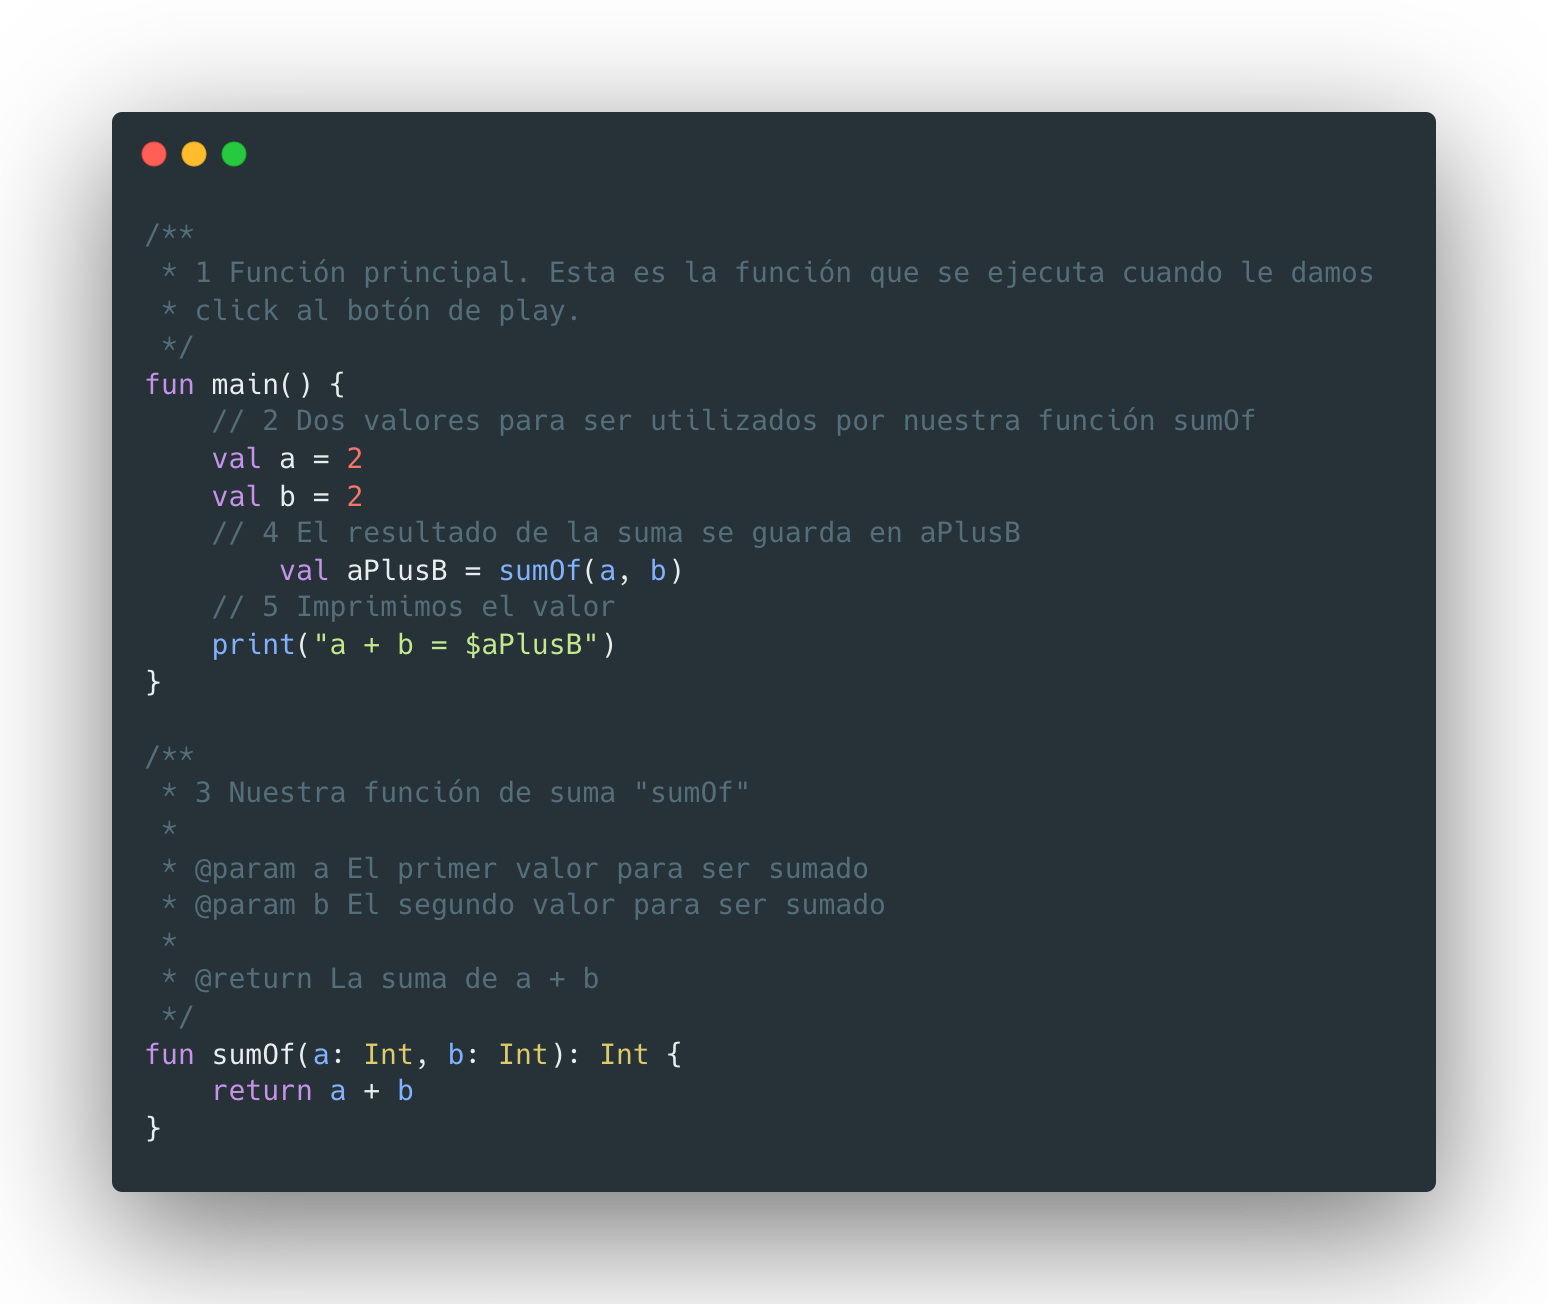 /**
 * 1 Función principal. Esta es la función que se ejecuta cuando le damos
 * click al botón de play.
 */
fun main() {
    // 2 Dos valores para ser utilizados por nuestra función sumOf
    val a = 2
    val b = 2
    // 4 El resultado de la suma se guarda en aPlusB
        val aPlusB = sumOf(a, b)
    // 5 Imprimimos el valor
    print("a + b = $aPlusB")
}

/**
 * 3 Nuestra función de suma "sumOf"
 *
 * @param a El primer valor para ser sumado
 * @param b El segundo valor para ser sumado
 *
 * @return La suma de a + b
 */
fun sumOf(a: Int, b: Int): Int {
    return a + b
}